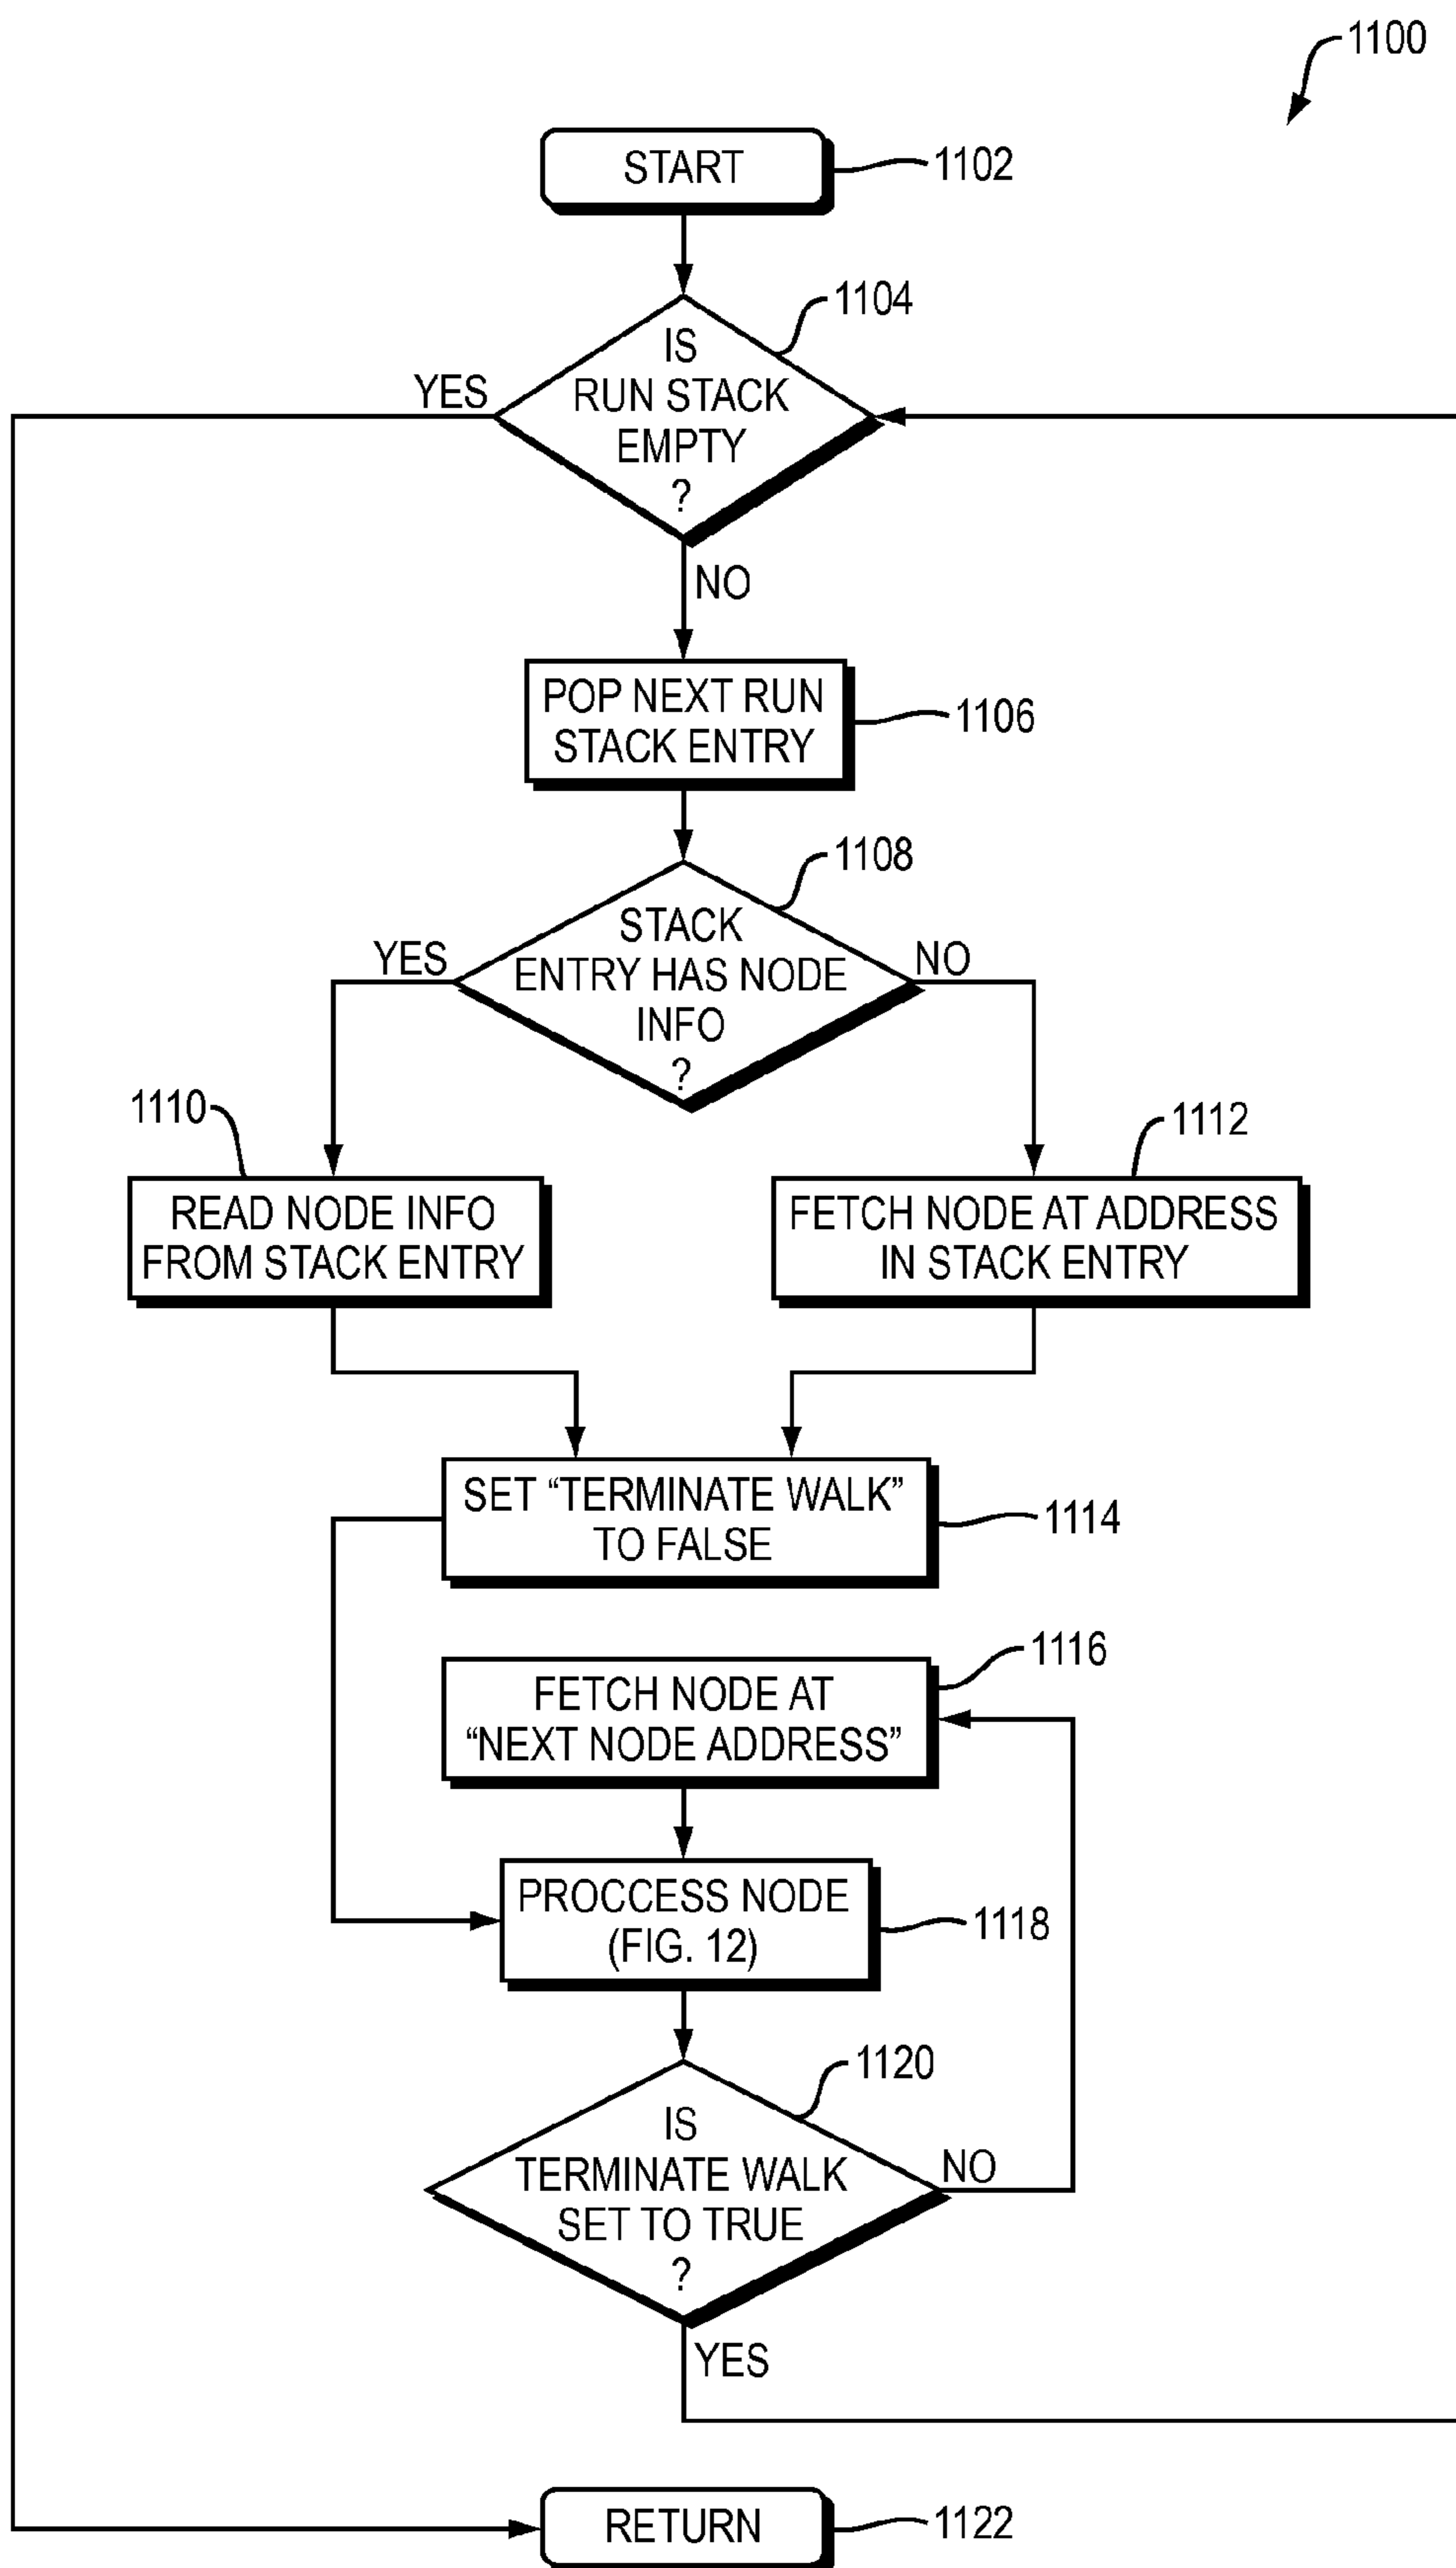 1100
START
1102
1104
IS
RUN STACK
EMPTY
?
YES
NO
POP NEXT RUN
STACK ENTRY
1106
1108
STACK
ENTRY HAS NODE
INFO
?
YES
NO
1110
1112
READ NODE INFO
FROM STACK ENTRY
FETCH NODE AT ADDRESS
IN STACK ENTRY
SET “TERMINATE WALK”
TO FALSE
1114
1116
FETCH NODE AT
“NEXT NODE ADDRESS”
PROCCESS NODE
(FIG. 12)
1118
1120
IS
TERMINATE WALK
SET TO TRUE
?
NO
YES
RETURN
1122